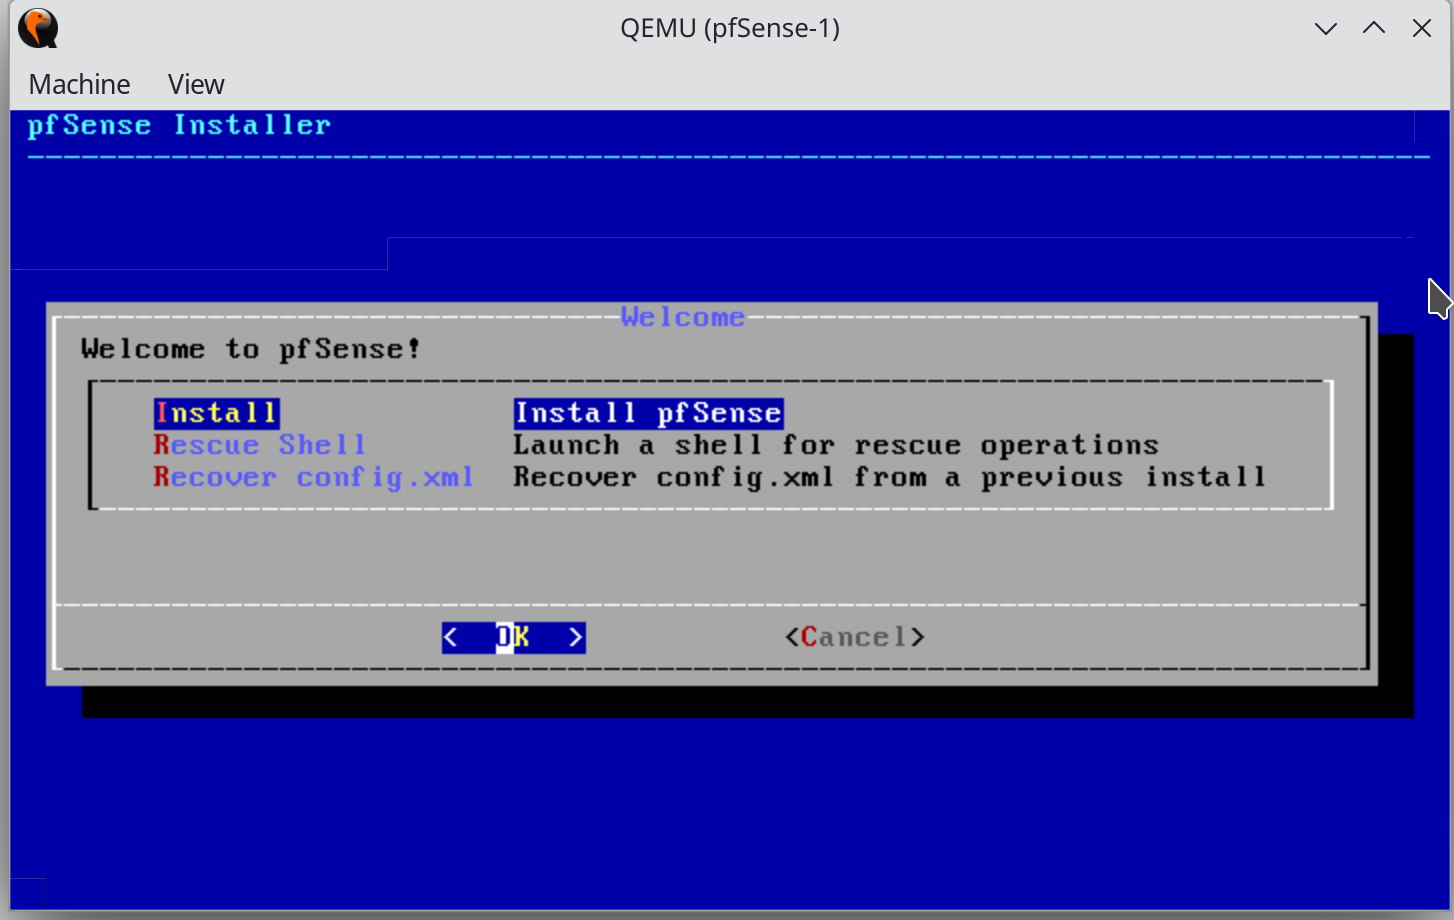 QEMU (pfSense-1)
Machine View
pfSense Installer
Welcome
Welcome to pfSense!
Install Install pfSense
Rescue Shell Launch a shell for rescue operations
Recover config.xml Recover config.xml from a previous install
< OK > <Cancel>